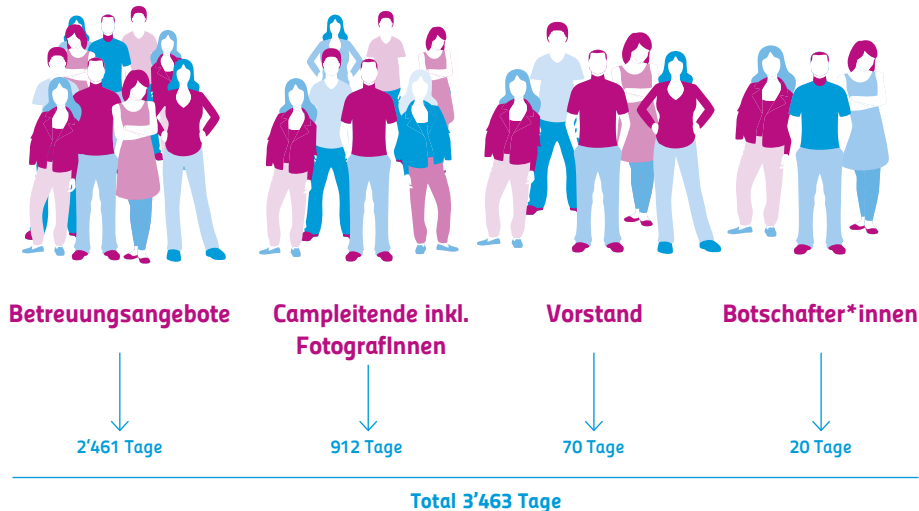 Betreuungsangebote
Campleitende inkl.
FotografInnen
Vorstand
Botschafter*innen
2'461 Tage
912 Tage
70 Tage
20 Tage
Total 3'463 Tage